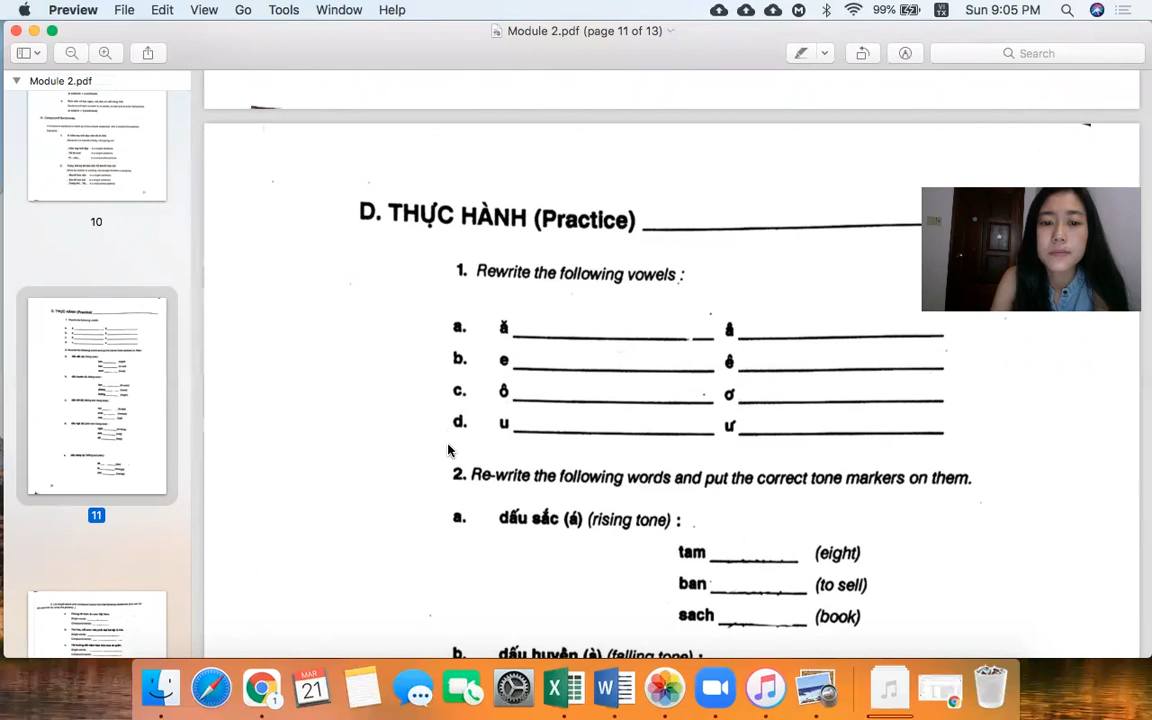 Preview File Edit View Go Tools Window Help 99% VI TX Sun 9:05 PM
Module 2.pdf (page 11 of 13)
Search
Module 2.pdf
10
11
D. THỰC HÀNH (Practice)
1. Rewrite the following vowels :
a. ă â
b. e ê
c. ô ơ
d. u ư
2. Re-write the following words and put the correct tone markers on them.
a. dấu sắc (á) (rising tone) :
tam (eight)
ban (to sell)
sach (book)
b. dấu huyền (à) (falling tone) :
MAR
21